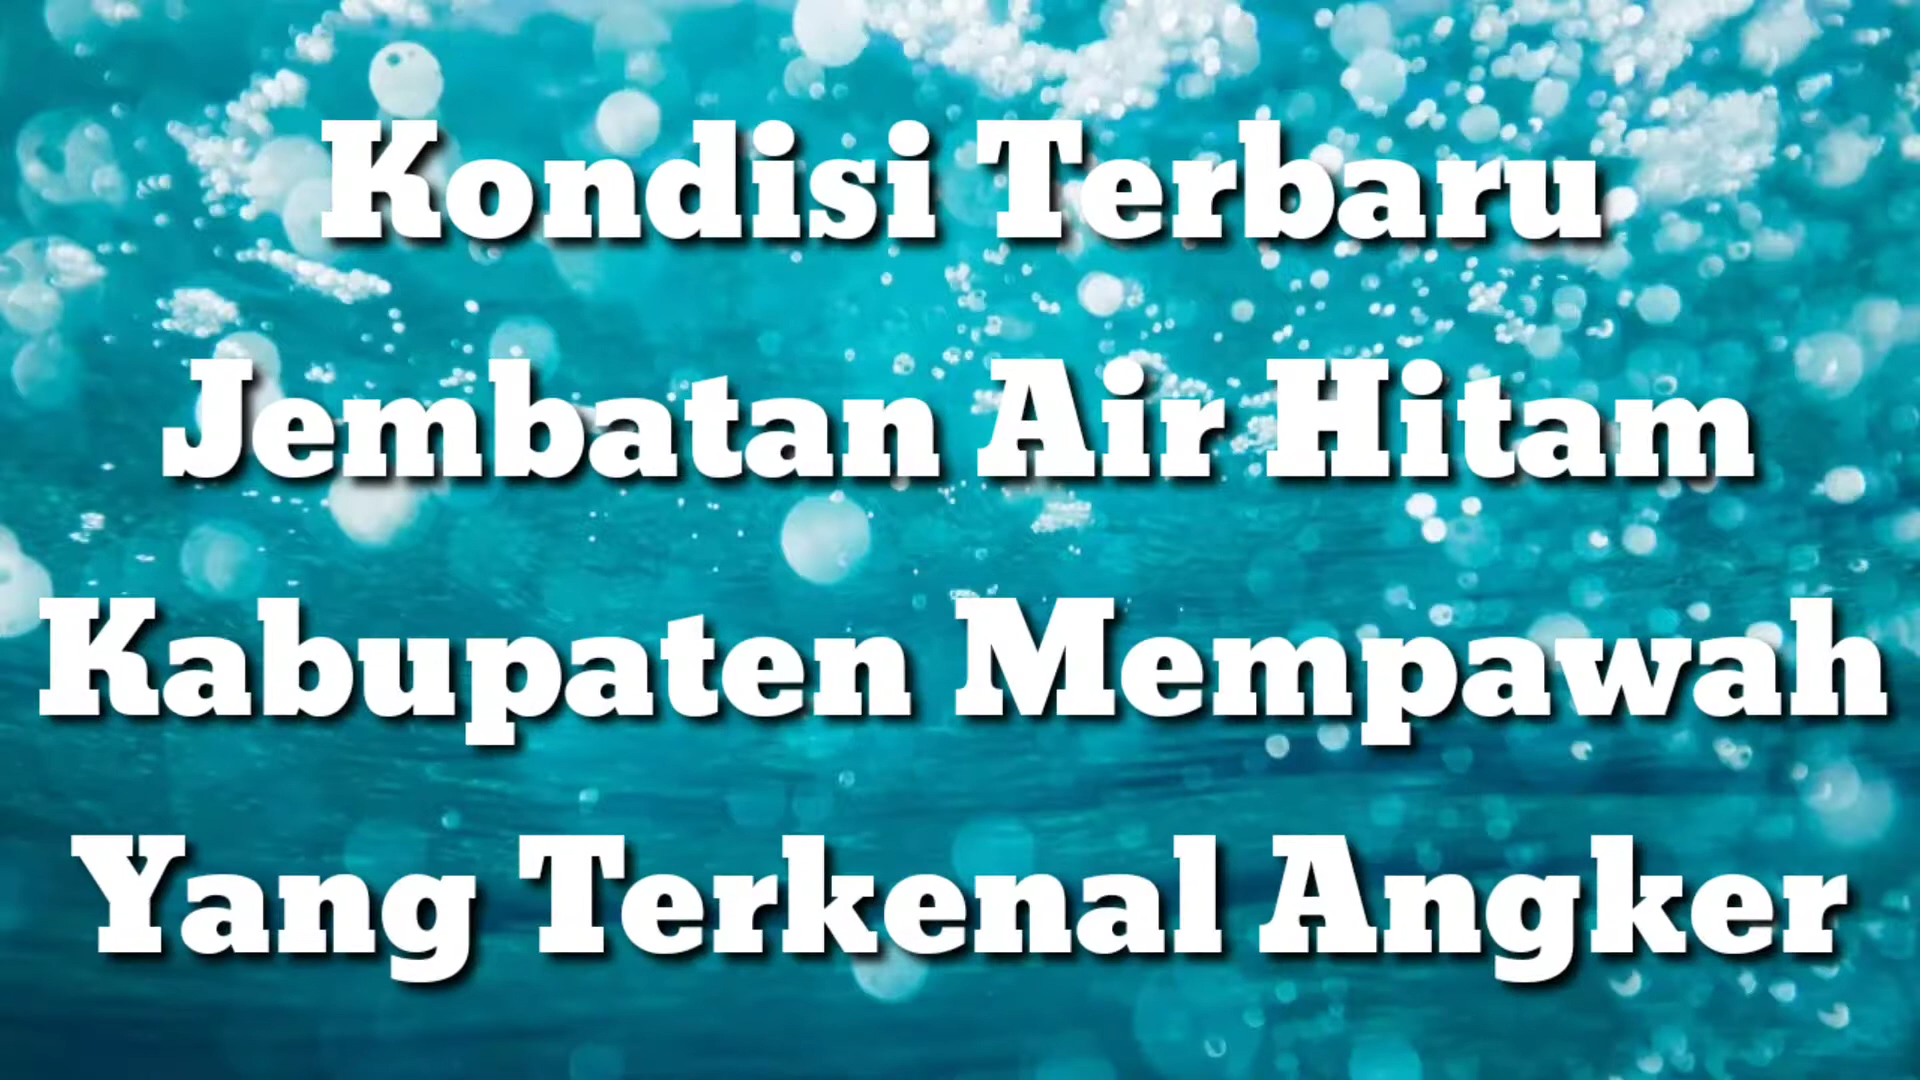 Kondisi Terbaru
Jembatan Air Hitam
Kabupaten Mempawah
Yang Terkenal Angker